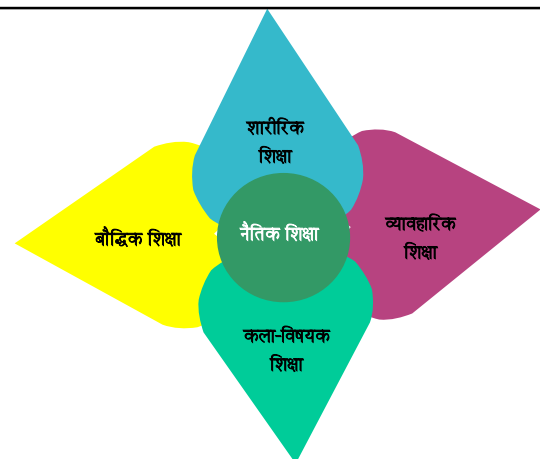 शारीरिक
शिक्षा
बौद्धिक शिक्षा
नैतिक शिक्षा
व्यावहारिक
शिक्षा
कला-विषयक
शिक्षा